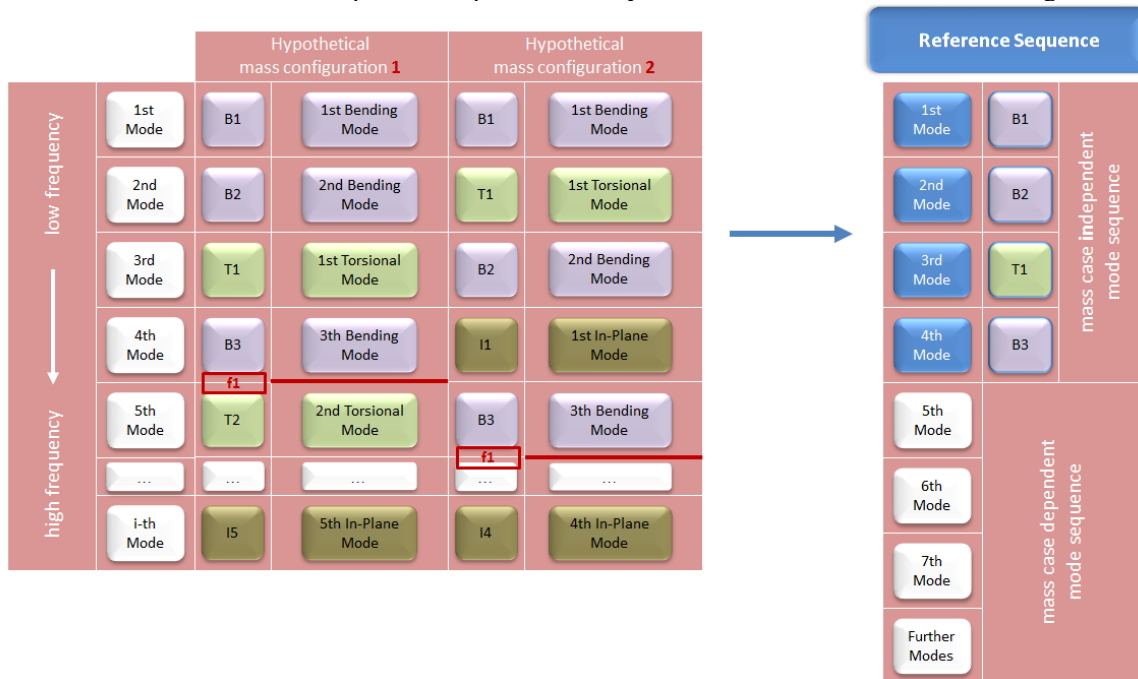 Hypothetical
mass configuration 1
Hypothetical
mass configuration 2
low frequency
high frequency
1st
Mode
B1
1st Bending
Mode
B1
1st Bending
Mode
2nd
Mode
B2
2nd Bending
Mode
T1
1st Torsional
Mode
3rd
Mode
T1
1st Torsional
Mode
B2
2nd Bending
Mode
4th
Mode
B3
3th Bending
Mode
I1
1st In-Plane
Mode
f1
5th
Mode
T2
2nd Torsional
Mode
B3
3th Bending
Mode
f1
...
...
...
...
...
i-th
Mode
I5
5th In-Plane
Mode
I4
4th In-Plane
Mode
Reference Sequence
1st
Mode
B1
2nd
Mode
B2
3rd
Mode
T1
4th
Mode
B3
mass case independent
mode sequence
5th
Mode
6th
Mode
7th
Mode
Further
Modes
mass case dependent
mode sequence